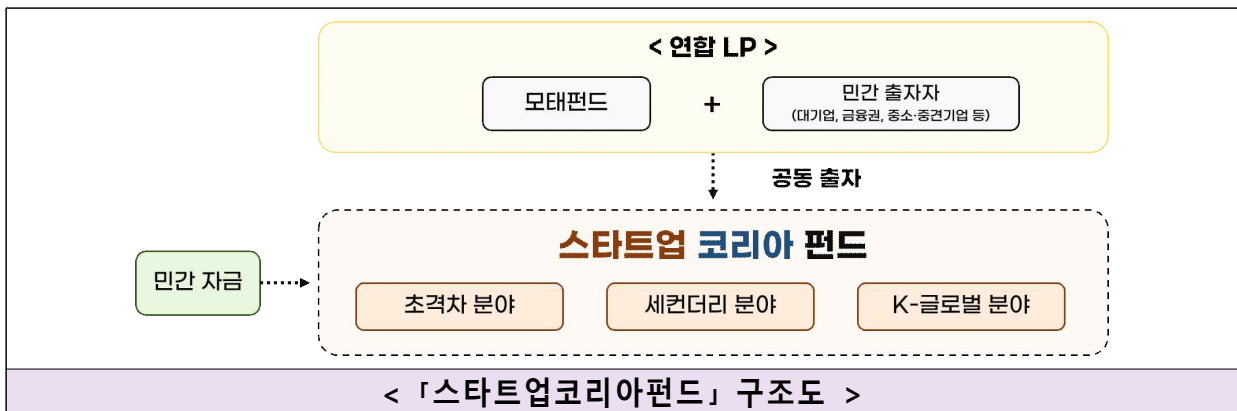 < 연합 LP >
모태펀드
+
민간 출자자
(대기업, 금융권, 중소·중견기업 등)
공동 출자
스타트업 코리아 펀드
민간 자금
초격차 분야
세컨더리 분야
K-글로벌 분야
< 「스타트업코리아펀드」 구조도 >